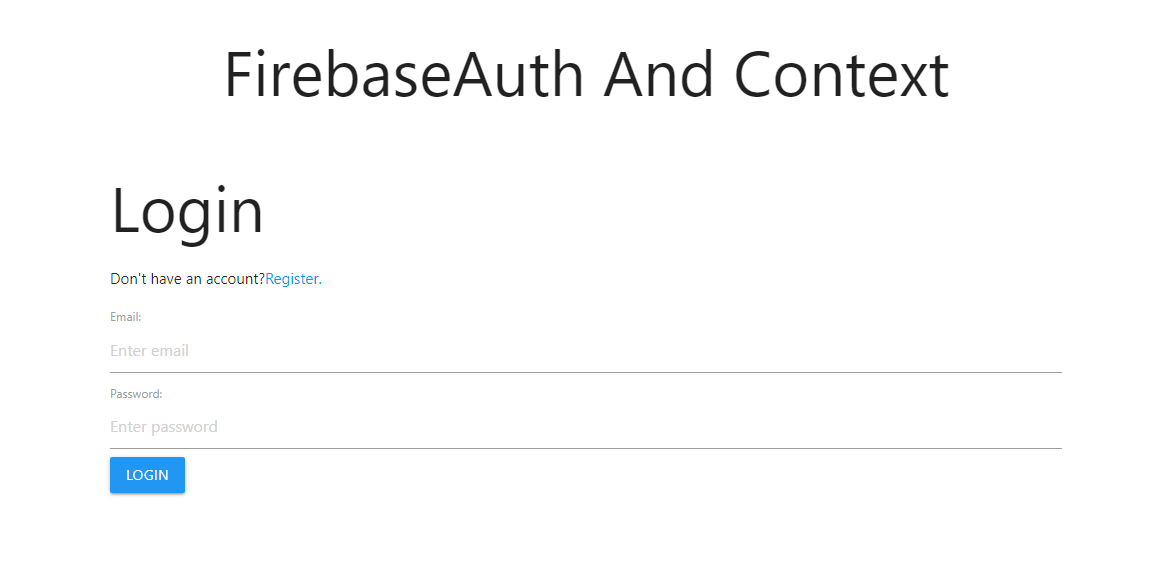 FirebaseAuth And Context
Login
Don't have an account?Register.
Email:
Enter email
Password:
Enter password
LOGIN